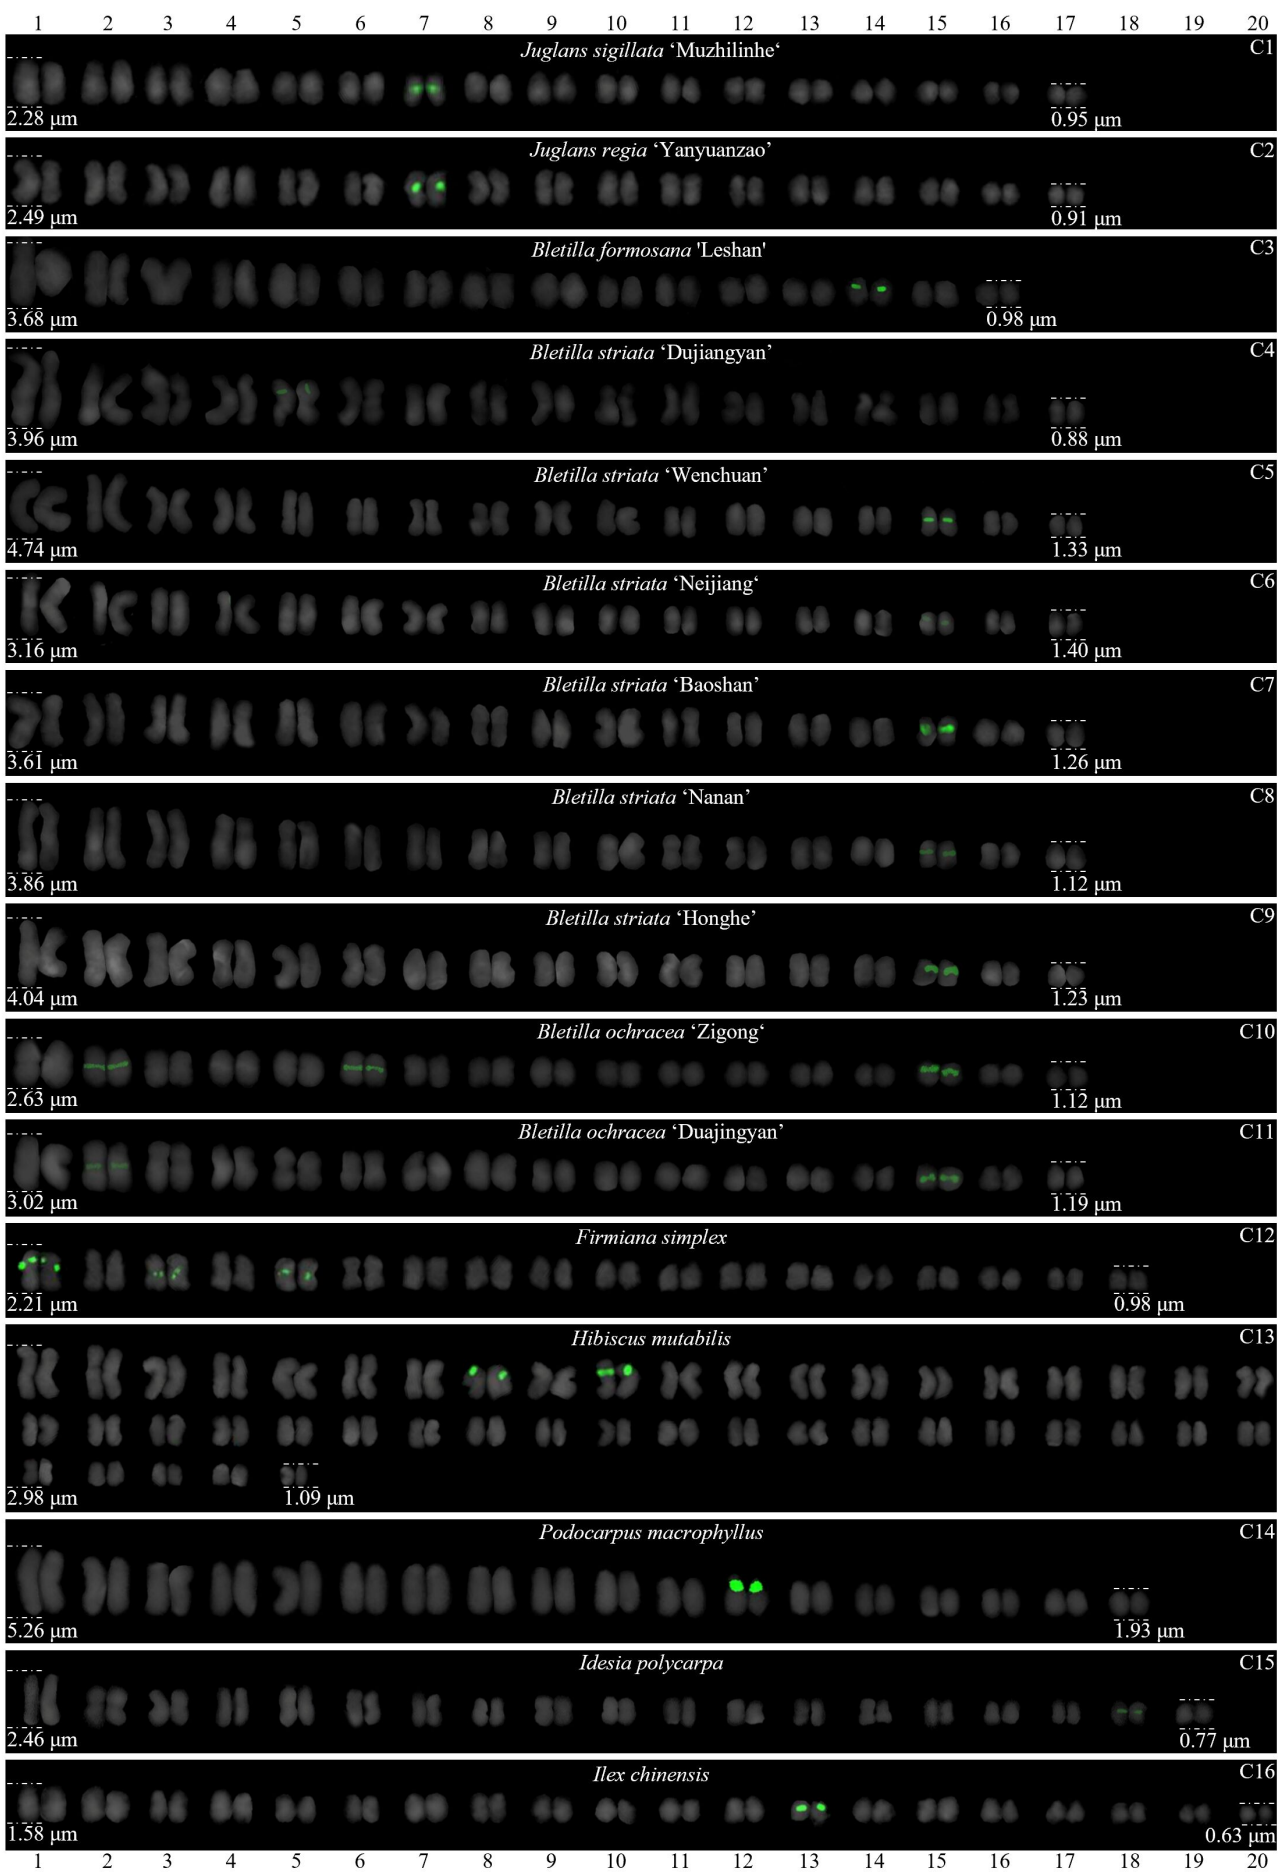 1 2 3 4 5 6 7 8 9 10 11 12 13 14 15 16 17 18 19 20
Juglans sigillata ‘Muzhilinhe‘ C1
2.28 μm 0.95 μm
Juglans regia ‘Yanyuanzao’ C2
2.49 μm 0.91 μm
Bletilla formosana 'Leshan' C3
3.68 μm 0.98 μm
Bletilla striata ‘Dujiangyan’ C4
3.96 μm 0.88 μm
Bletilla striata ‘Wenchuan’ C5
4.74 μm 1.33 μm
Bletilla striata ‘Neijiang‘ C6
3.16 μm 1.40 μm
Bletilla striata ‘Baoshan’ C7
3.61 μm 1.26 μm
Bletilla striata ‘Nanan’ C8
3.86 μm 1.12 μm
Bletilla striata ‘Honghe’ C9
4.04 μm 1.23 μm
Bletilla ochracea ‘Zigong‘ C10
2.63 μm 1.12 μm
Bletilla ochracea ‘Duajingyan’ C11
3.02 μm 1.19 μm
Firmiana simplex C12
2.21 μm 0.98 μm
Hibiscus mutabilis C13
2.98 μm 1.09 μm
Podocarpus macrophyllus C14
5.26 μm 1.93 μm
Idesia polycarpa C15
2.46 μm 0.77 μm
Ilex chinensis C16
1.58 μm 0.63 μm
1 2 3 4 5 6 7 8 9 10 11 12 13 14 15 16 17 18 19 20